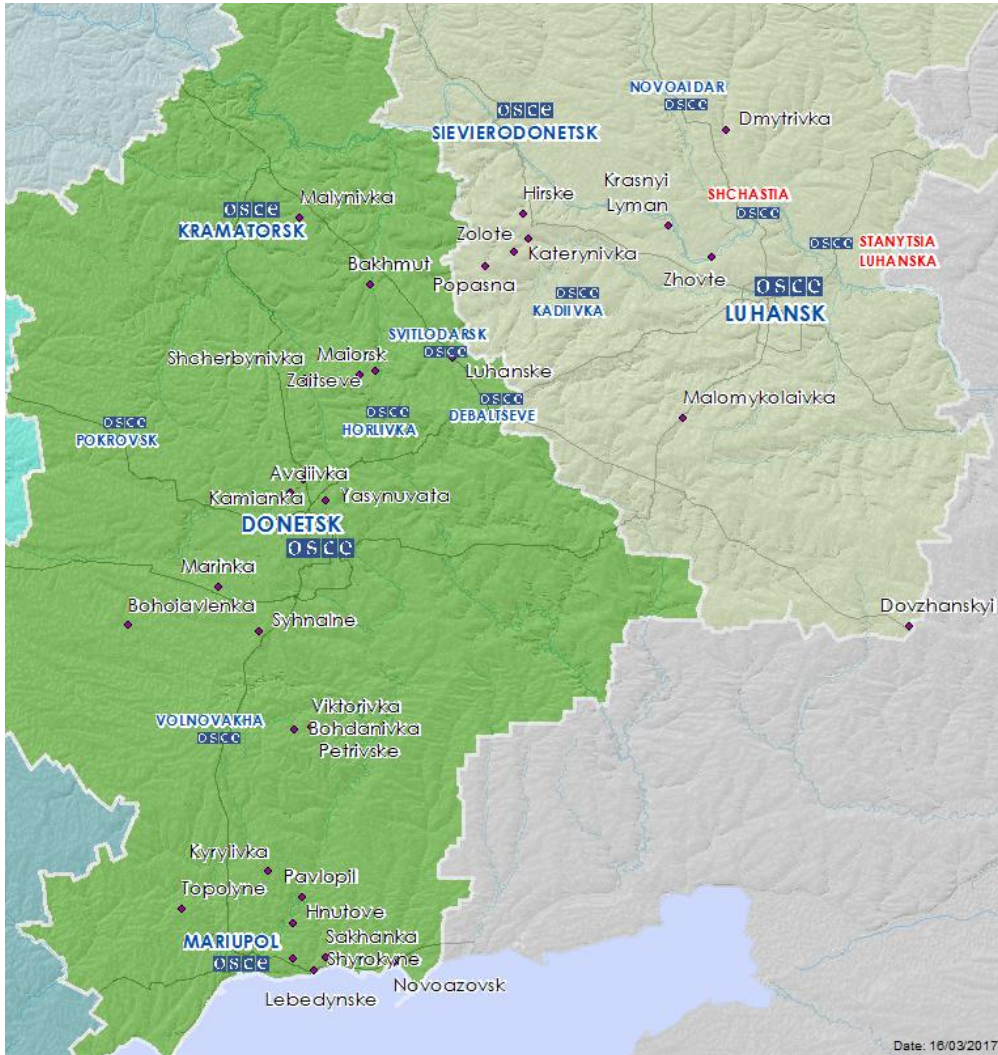 NOVOAIDAR
osce
osce
SIEVIERODONETSK
Dmytrivka
Malynivka
osce
KRAMATORSK
Hirske
Krasnyi
Lyman
SHCHASTIA
osce
Zolote
Katerynivka
osce
STANYTSIA
LUHANSKA
Bakhmut
Popasna
Zhovte
osce
KADIIVKA
osce
LUHANSK
SVITLODARSK
osce
Shcherbynivka
Maiorsk
Zaitseve
Luhanske
osce
DEBALTSEVE
Malomykolaivka
osce
POKROVSK
osce
HORLIVKA
Avdiivka
Kamianka
Yasynuvata
DONETSK
osce
Marinka
Bohoiavlenka
Syhnalne
Dovzhanskyi
VOLNOVAKHA
osce
Viktorivka
Bohdanivka
Petrivske
Kyrylivka
Pavlopil
Topolyne
Hnutove
MARIUPOL
osce
Sakhanka
Shyrokyne
Lebedynske
Novoazovsk
Date: 16/03/2017